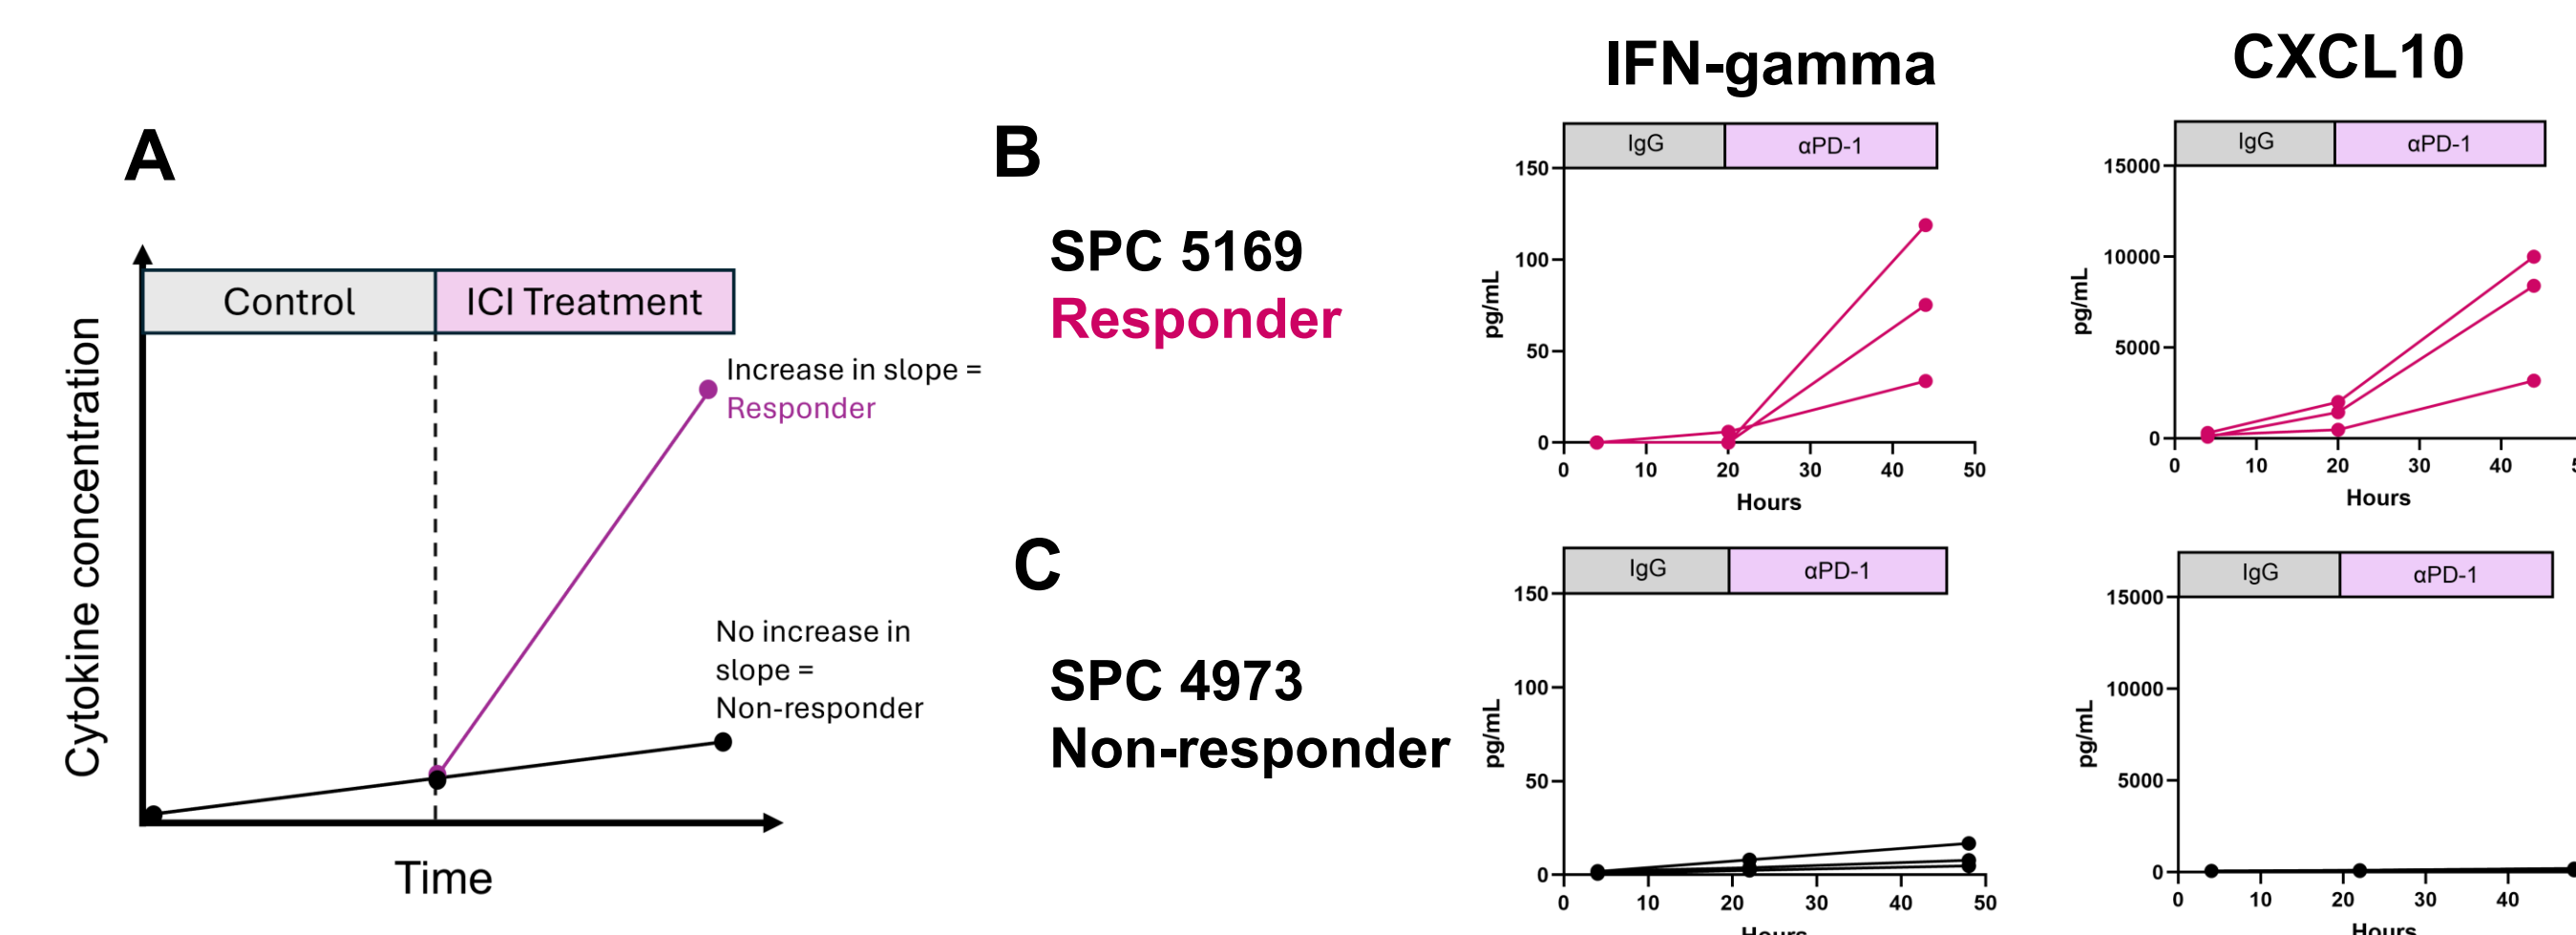 A
Control
ICI Treatment
Increase in slope =
Responder
No increase in
slope =
Non-responder
Cytokine concentration
Time
B
SPC 5169
Responder
IFN-gamma
IgG
αPD-1
150
100
50
0
pg/mL
0 10 20 30 40 50
Hours
CXCL10
IgG
αPD-1
15000
10000
5000
0
pg/mL
0 10 20 30 40
Hours
C
SPC 4973
Non-responder
IgG
αPD-1
150
100
50
0
pg/mL
0 10 20 30 40 50
Hours
IgG
αPD-1
15000
10000
5000
0
pg/mL
0 10 20 30 40
Hours